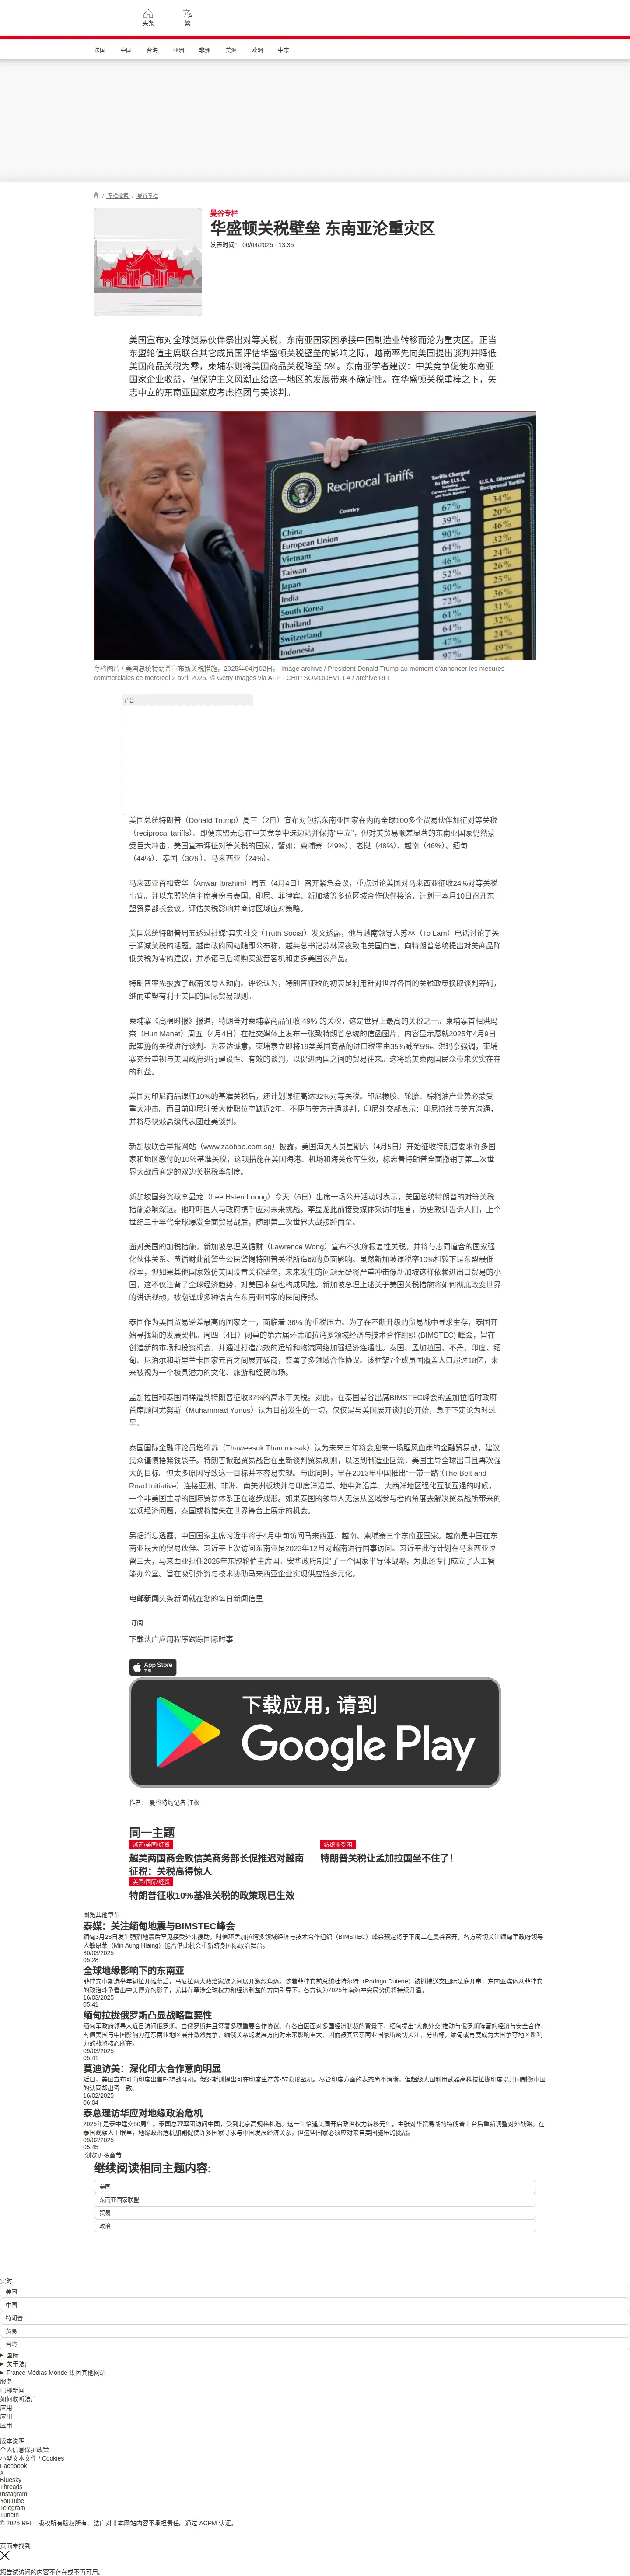 头条
繁
法国
中国
台海
亚洲
非洲
美洲
欧洲
中东
/ 专栏检索 / 曼谷专栏
曼谷专栏
华盛顿关税壁垒 东南亚沦重灾区
发表时间： 06/04/2025 - 13:35
美国宣布对全球贸易伙伴祭出对等关税，东南亚国家因承接中国制造业转移而沦为重灾区。正当
东盟轮值主席联合其它成员国评估华盛顿关税壁垒的影响之际，越南率先向美国提出谈判并降低
美国商品关税为零，柬埔寨则将美国商品关税降至 5%。东南亚学者建议：中美竞争促使东南亚
国家企业收益，但保护主义风潮正给这一地区的发展带来不确定性。在华盛顿关税重棒之下，矢
志中立的东南亚国家应考虑抱团与美谈判。
Reciprocal Tariffs
Country
Tariffs Charged
to the U.S.A.
U.S.A. Discounted
Reciprocal Tariffs
China 67% 34%
European Union 39% 20%
Vietnam 90% 46%
Taiwan 64% 32%
Japan 46% 24%
India 52% 26%
South Korea 50% 25%
Thailand 72% 36%
Switzerland 61% 31%
Indonesia 64% 32%
47% 24%
97% 49%
存档图片 / 美国总统特朗普宣布新关税措施，2025年04月02日。 Image archive / President Donald Trump au moment d'annoncer les mesures
commerciales ce mercredi 2 avril 2025. © Getty Images via AFP - CHIP SOMODEVILLA / archive RFI
广告
美国总统特朗普（Donald Trump）周三（2日）宣布对包括东南亚国家在内的全球100多个贸易伙伴加征对等关税
（reciprocal tariffs）。即便东盟无意在中美竞争中选边站并保持“中立”，但对美贸易顺差显著的东南亚国家仍然蒙
受巨大冲击，美国宣布课征对等关税的国家，譬如：柬埔寨（49%）、老挝（48%）、越南（46%）、缅甸
（44%）、泰国（36%）、马来西亚（24%）。
马来西亚首相安华（Anwar Ibrahim）周五（4月4日）召开紧急会议，重点讨论美国对马来西亚征收24%对等关税
事宜。并以东盟轮值主席身份与泰国、印尼、菲律宾、新加坡等多位区域合作伙伴接洽，计划于本月10日召开东
盟贸易部长会议，评估关税影响并商讨区域应对策略。
美国总统特朗普周五透过社媒“真实社交”（Truth Social）发文透露，他与越南领导人苏林（To Lam）电话讨论了关
于调减关税的话题。越南政府网站随即公布称，越共总书记苏林深夜致电美国白宫，向特朗普总统提出对美商品降
低关税为零的建议，并承诺日后将购买波音客机和更多美国农产品。
特朗普率先披露了越南领导人动向。评论认为，特朗普征税的初衷是利用针对世界各国的关税政策换取谈判筹码，
继而重塑有利于美国的国际贸易规则。
柬埔寨《高棉时报》报道，特朗普对柬埔寨商品征收 49% 的关税，这是世界上最高的关税之一。柬埔寨首相洪玛
奈（Hun Manet）周五（4月4日）在社交媒体上发布一张致特朗普总统的信函图片，内容显示愿就2025年4月9日
起实施的关税进行谈判。为表达诚意，柬埔寨立即将19类美国商品的进口税率由35%减至5%。洪玛奈强调，柬埔
寨充分重视与美国政府进行建设性、有效的谈判，以促进两国之间的贸易往来。这将给美柬两国民众带来实实在在
的利益。
美国对印尼商品课征10%的基准关税后，还计划课征高达32%对等关税。印尼橡胶、轮胎、棕榈油产业势必蒙受
重大冲击。而目前印尼驻美大使职位空缺近2年，不便与美方开通谈判。印尼外交部表示：印尼持续与美方沟通，
并将尽快派高级代表团赴美谈判。
新加坡联合早报网站（www.zaobao.com.sg）披露，美国海关人员星期六（4月5日）开始征收特朗普要求许多国
家和地区缴付的10%基准关税，这项措施在美国海港、机场和海关仓库生效，标志着特朗普全面撤销了第二次世
界大战后商定的双边关税税率制度。
新加坡国务资政李显龙（Lee Hsien Loong）今天（6日）出席一场公开活动时表示，美国总统特朗普的对等关税
措施影响深远。他呼吁国人与政府携手应对未来挑战。李显龙此前接受媒体采访时坦言，历史教训告诉人们，上个
世纪三十年代全球爆发全面贸易战后，随即第二次世界大战接踵而至。
面对美国的加税措施，新加坡总理黄循财（Lawrence Wong）宣布不实施报复性关税，并将与志同道合的国家强
化伙伴关系。黄循财此前警告公民警惕特朗普关税所造成的负面影响。虽然新加坡课税率10%相较下是东盟最低
税率，但如果其他国家效仿美国设置关税壁垒，未来发生的问题无疑将严重冲击像新加坡这样依赖进出口贸易的小
国，这不仅违背了全球经济趋势，对美国本身也构成风险。新加坡总理上述关于美国关税措施将如何彻底改变世界
的讲话视频，被翻译成多种语言在东南亚国家的民间传播。
泰国作为美国贸易逆差最高的国家之一，面临着 36% 的重税压力。为了在不断升级的贸易战中寻求生存，泰国开
始寻找新的发展契机。周四（4日）闭幕的第六届环孟加拉湾多领域经济与技术合作组织 (BIMSTEC) 峰会，旨在
创造新的市场和投资机会，并通过打造高效的运输和物流网络加强经济连通性。泰国、孟加拉国、不丹、印度、缅
甸、尼泊尔和斯里兰卡国家元首之间展开磋商，签署了多领域合作协议。该框架7个成员国覆盖人口超过18亿，未
来被视为一个极具潜力的文化、旅游和经贸市场。
孟加拉国和泰国同样遭到特朗普征收37%的高水平关税。对此，在泰国曼谷出席BIMSTEC峰会的孟加拉临时政府
首席顾问尤努斯（Muhammad Yunus）认为目前发生的一切，仅仅是与美国展开谈判的开始，急于下定论为时过
早。
泰国国际金融评论员塔维苏（Thaweesuk Thammasak）认为未来三年将会迎来一场腥风血雨的金融贸易战，建议
民众谨慎捂紧钱袋子。特朗普掀起贸易战旨在重新谈判贸易规则，以达到制造业回流，美国主导全球出口且再次强
大的目标。但太多原因导致这一目标并不容易实现。与此同时，早在2013年中国推出“一带一路”（The Belt and
Road Initiative）连接亚洲、非洲、南美洲板块并与印度洋沿岸、地中海沿岸、大西洋地区强化互联互通的时候，
一个非美国主导的国际贸易体系正在逐步成形。如果泰国的领导人无法从区域参与者的角度去解决贸易战所带来的
宏观经济问题，泰国或将错失在世界舞台上展示的机会。
另据消息透露，中国国家主席习近平将于4月中旬访问马来西亚、越南、柬埔寨三个东南亚国家。越南是中国在东
南亚最大的贸易伙伴。习近平上次访问东南亚是2023年12月对越南进行国事访问。习近平此行计划在马来西亚逗
留三天，马来西亚担任2025年东盟轮值主席国。安华政府制定了一个国家半导体战略，为此还专门成立了人工智
能办公室。旨在吸引外资与技术协助马来西亚企业实现供应链多元化。
电邮新闻头条新闻就在您的每日新闻信里
订阅
下载法广应用程序跟踪国际时事
App Store
下载
下载应用，请到
Google Play
作者： 曼谷特约记者 江枫
同一主题
越南/美国/经贸
越美两国商会致信美商务部长促推迟对越南
征税：关税高得惊人
纺织业受困
特朗普关税让孟加拉国坐不住了！
美国/国际/经贸
特朗普征收10%基准关税的政策现已生效
浏览其他章节
泰媒：关注缅甸地震与BIMSTEC峰会
缅甸3月28日发生强烈地震后罕见接受外来援助。时值环孟加拉湾多领域经济与技术合作组织（BIMSTEC）峰会预定将于下周二在曼谷召开，各方密切关注缅甸军政府领导
人敏昂莱（Min Aung Hlaing）能否借此机会重新跻身国际政治舞台。
30/03/2025
05:28
全球地缘影响下的东南亚
菲律宾中期选举年初拉开帷幕后，马尼拉两大政治家族之间展开激烈角逐。随着菲律宾前总统杜特尔特（Rodrigo Duterte）被抓捕送交国际法庭开审，东南亚媒体从菲律宾
的政治斗争看出中美博弈的影子，尤其在牵涉全球权力和经济利益的方向引导下，各方认为2025年南海冲突局势仍将持续升温。
16/03/2025
05:41
缅甸拉拢俄罗斯凸显战略重要性
缅甸军政府领导人近日访问俄罗斯、白俄罗斯并且签署多项重要合作协议。在各自因面对多国经济制裁的背景下，缅甸提出“大象外交”推动与俄罗斯阵营的经济与安全合作，
时值美国与中国影响力在东南亚地区展开激烈竞争，缅俄关系的发展方向对未来影响重大，因而被其它东南亚国家所密切关注，分析称，缅甸或再度成为大国争夺地区影响
力的战略核心所在。
09/03/2025
05:41
莫迪访美：深化印太合作意向明显
近日，美国宣布可向印度出售F-35战斗机。俄罗斯则提出可在印度生产苏-57隐形战机。尽管印度方面的表态尚不清晰，但超级大国利用武器高科技拉拢印度以共同制衡中国
的认同却出奇一致。
16/02/2025
06:04
泰总理访华应对地缘政治危机
2025年是泰中建交50周年。泰国总理率团访问中国，受到北京高规格礼遇。这一年恰逢美国开启政治权力转移元年，主张对华贸易战的特朗普上台后重新调整对外战略。在
泰国观察人士眼里，地缘政治危机加剧促使许多国家寻求与中国发展经济关系，但这些国家必须应对来自美国施压的挑战。
09/02/2025
05:45
浏览更多章节
继续阅读相同主题内容:
美国
东南亚国家联盟
贸易
政治
实时
美国
中国
特朗普
贸易
台湾
国际
关于法广
France Médias Monde 集团其他网站
服务
电邮新闻
如何收听法广
应用
应用
应用
版本说明
个人信息保护政策
小型文本文件 / Cookies
Facebook
X
Bluesky
Threads
Instagram
YouTube
Telegram
TuneIn
© 2025 RFI – 版权所有版权所有。法广对非本网站内容不承担责任。通过 ACPM 认证。
页面未找到
您尝试访问的内容不存在或不再可用。